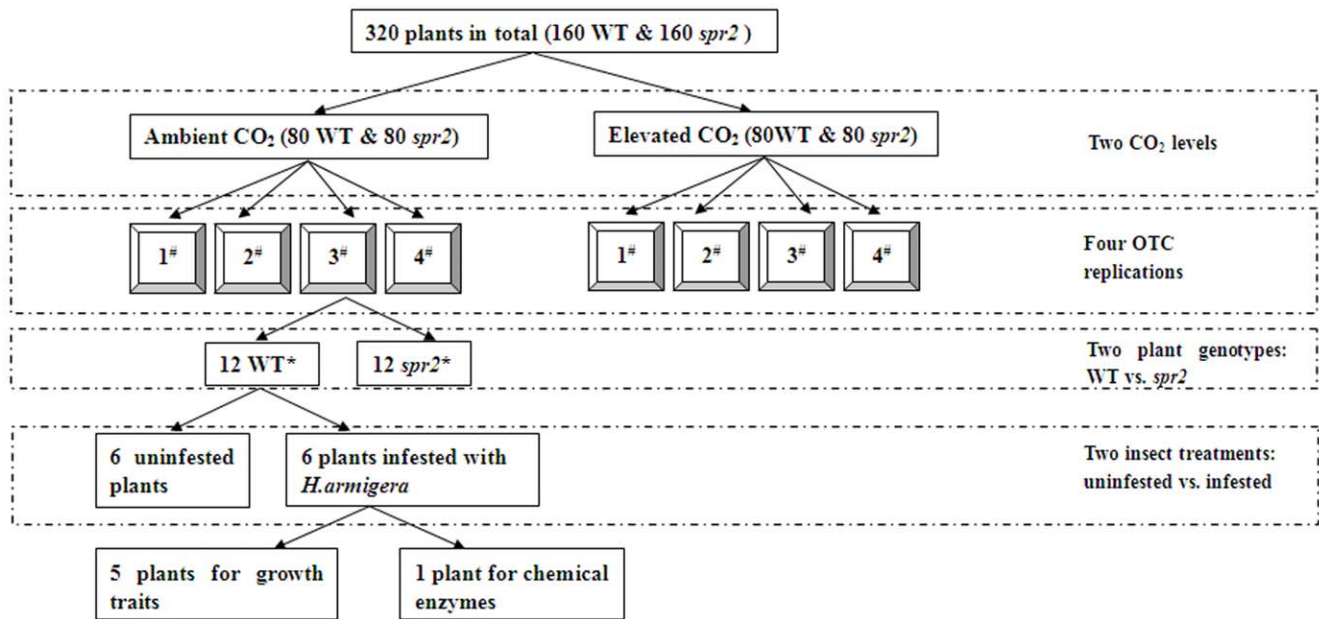 320 plants in total (160 WT & 160 spr2 )
Ambient CO₂ (80 WT & 80 spr2)
Elevated CO₂ (80WT & 80 spr2)
Two CO₂ levels
1# 2# 3# 4#
1# 2# 3# 4#
Four OTC
replications
12 WT*
12 spr2*
Two plant genotypes:
WT vs. spr2
6 uninfested
plants
6 plants infested with
H.armigera
Two insect treatments:
uninfested vs. infested
5 plants for growth
traits
1 plant for chemical
enzymes